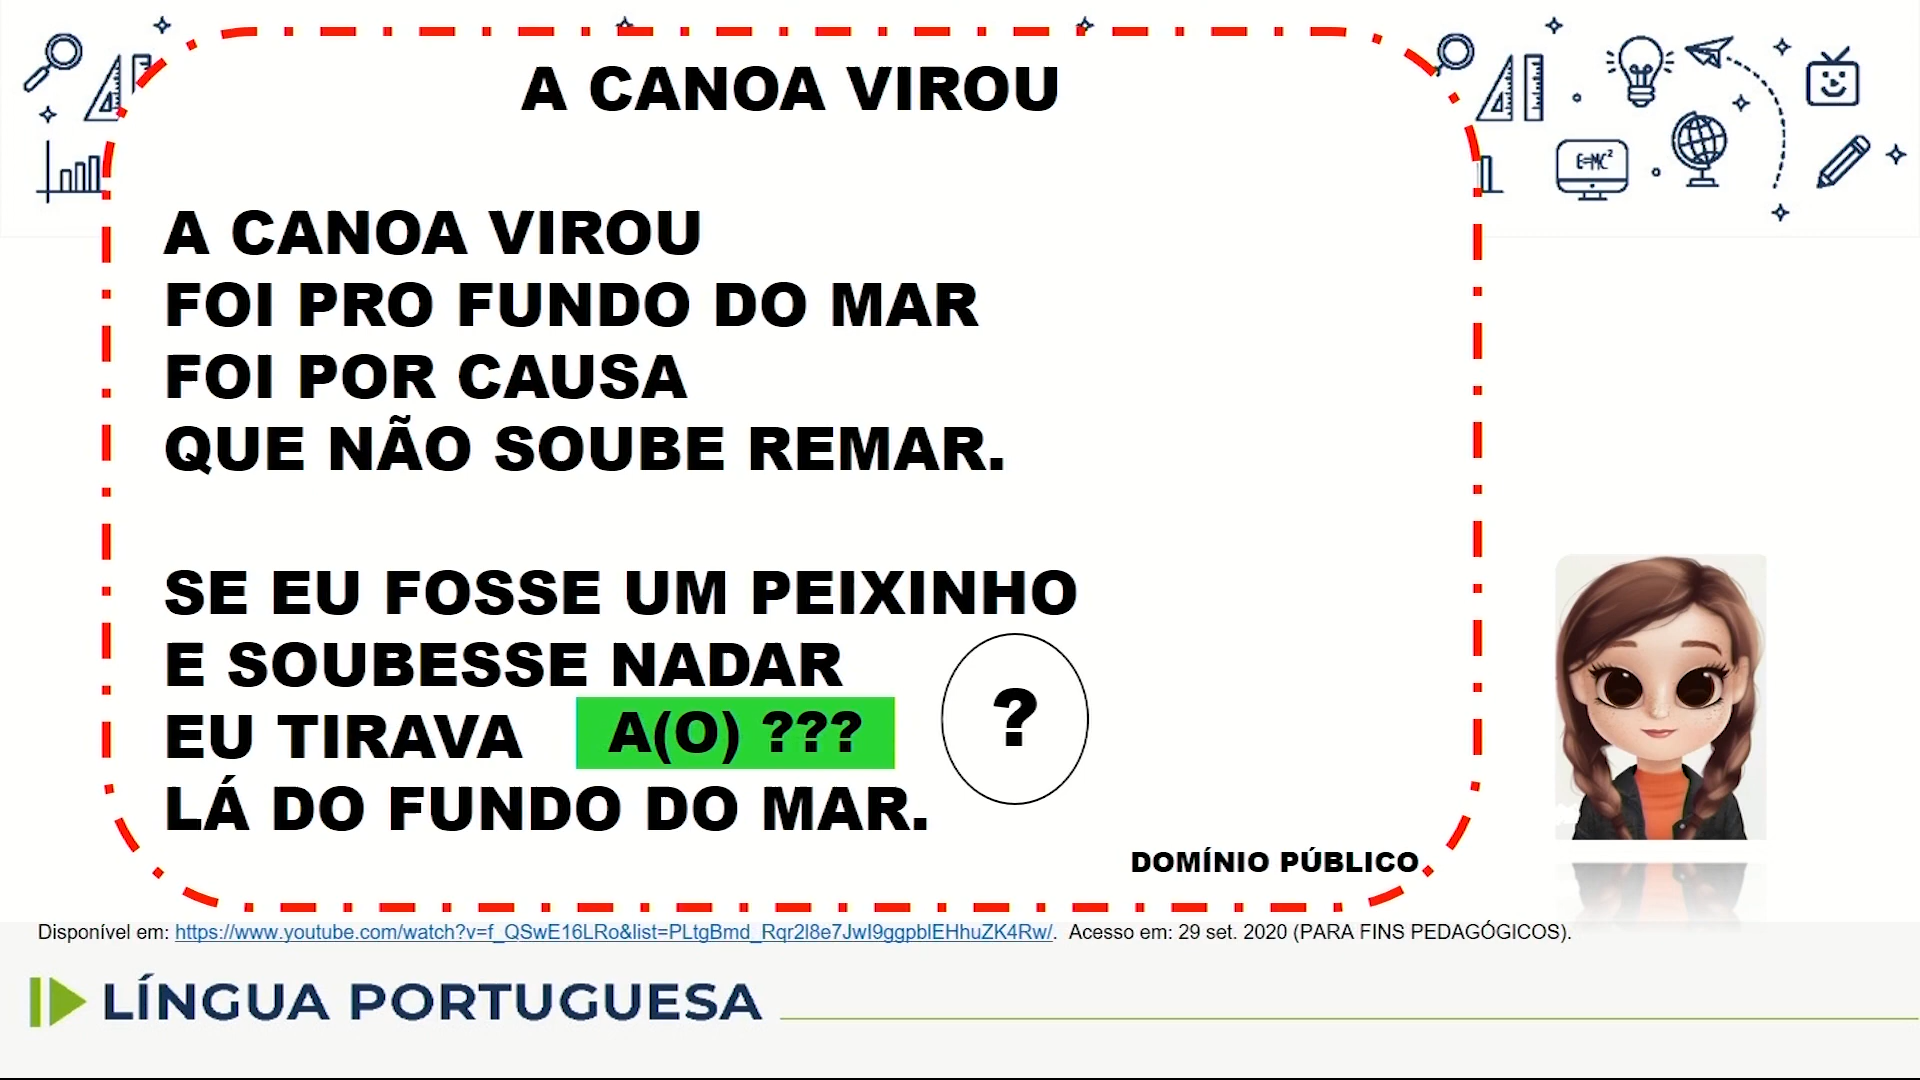 A CANOA VIROU
E=MC²
A CANOA VIROU
FOI PRO FUNDO DO MAR
FOI POR CAUSA
QUE NÃO SOUBE REMAR.
SE EU FOSSE UM PEIXINHO
E SOUBESSE NADAR
EU TIRAVA A(O) ??? ?
LÁ DO FUNDO DO MAR.
DOMÍNIO PÚBLICO
Disponível em: https://www.youtube.com/watch?v=f_QSwE16LRo&list=PLtgBmd_Rqr2l8e7JwI9ggpblEHhuZK4Rw/. Acesso em: 29 set. 2020 (PARA FINS PEDAGÓGICOS).
LÍNGUA PORTUGUESA